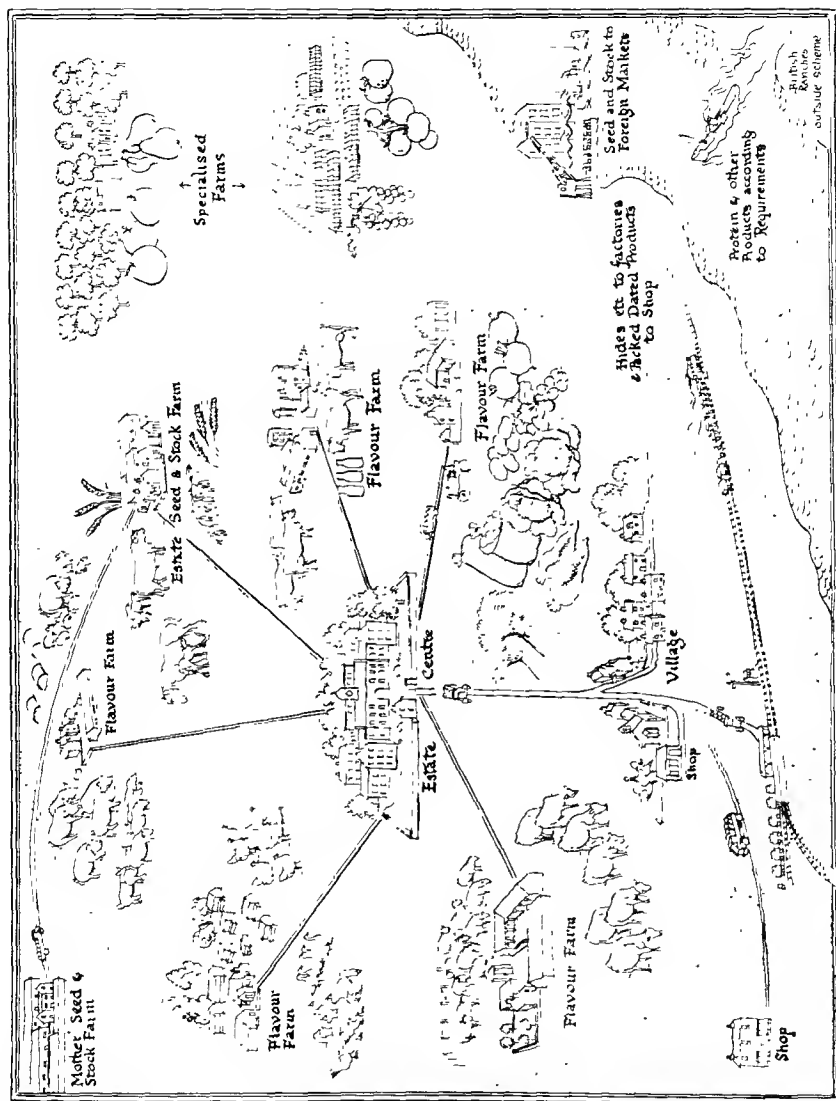 Mother Seed &
Stock Farm
Flavour Farm
Estate Seed & Stock Farm
↑
Specialised
Farms
↓
Flavour
Farm
Flavour Farm
Estate Centre
Flavour Farm
Flavour Farm
Shop
Village
Seed and Stock to
Foreign Markets
Hides etc to factories
& Packed Dated Products
to Shop
Shop
Protein & other
Products according
to Requirements
British
Ranches
outside scheme